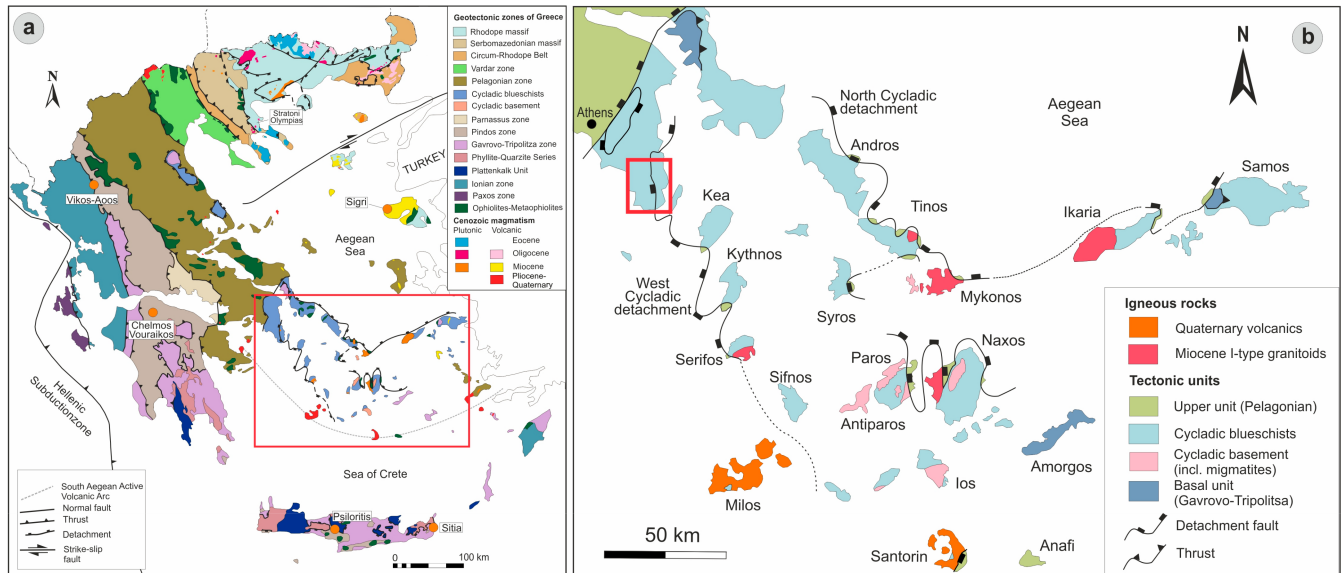 a
N
Stratoni
Olympias
TURKEY
Vikos-Aoos
Sigri
Aegean
Sea
Chelmos
Vouraikos
Hellenic
Subductionzone
Sea of Crete
Psiloritis
Sitia
0 100 km
Geotectonic zones of Greece
Rhodope massif
Serbomazedonian massif
Circum-Rhodope Belt
Vardar zone
Pelagonian zone
Cycladic blueschists
Cycladic basement
Parnassus zone
Pindos zone
Gavrovo-Tripolitza zone
Phyllite-Quarzite Series
Plattenkalk Unit
Ionian zone
Paxos zone
Ophiolites-Metaophiolites
Cenozoic magmatism
Plutonic Volcanic
Eocene
Oligocene
Miocene
Pliocene-
Quaternary
South Aegean Active
Volcanic Arc
Normal fault
Thrust
Detachment
Strike-slip
fault
b
N
Athens
North Cycladic
detachment
Aegean
Sea
Andros
Samos
Kea
Tinos
Ikaria
Kythnos
West
Cycladic
detachment
Syros
Mykonos
Serifos
Paros
Naxos
Sifnos
Antiparos
Amorgos
Milos
Ios
50 km
Santorin
Anafi
Igneous rocks
Quaternary volcanics
Miocene I-type granitoids
Tectonic units
Upper unit (Pelagonian)
Cycladic blueschists
Cycladic basement
(incl. migmatites)
Basal unit
(Gavrovo-Tripolitsa)
Detachment fault
Thrust